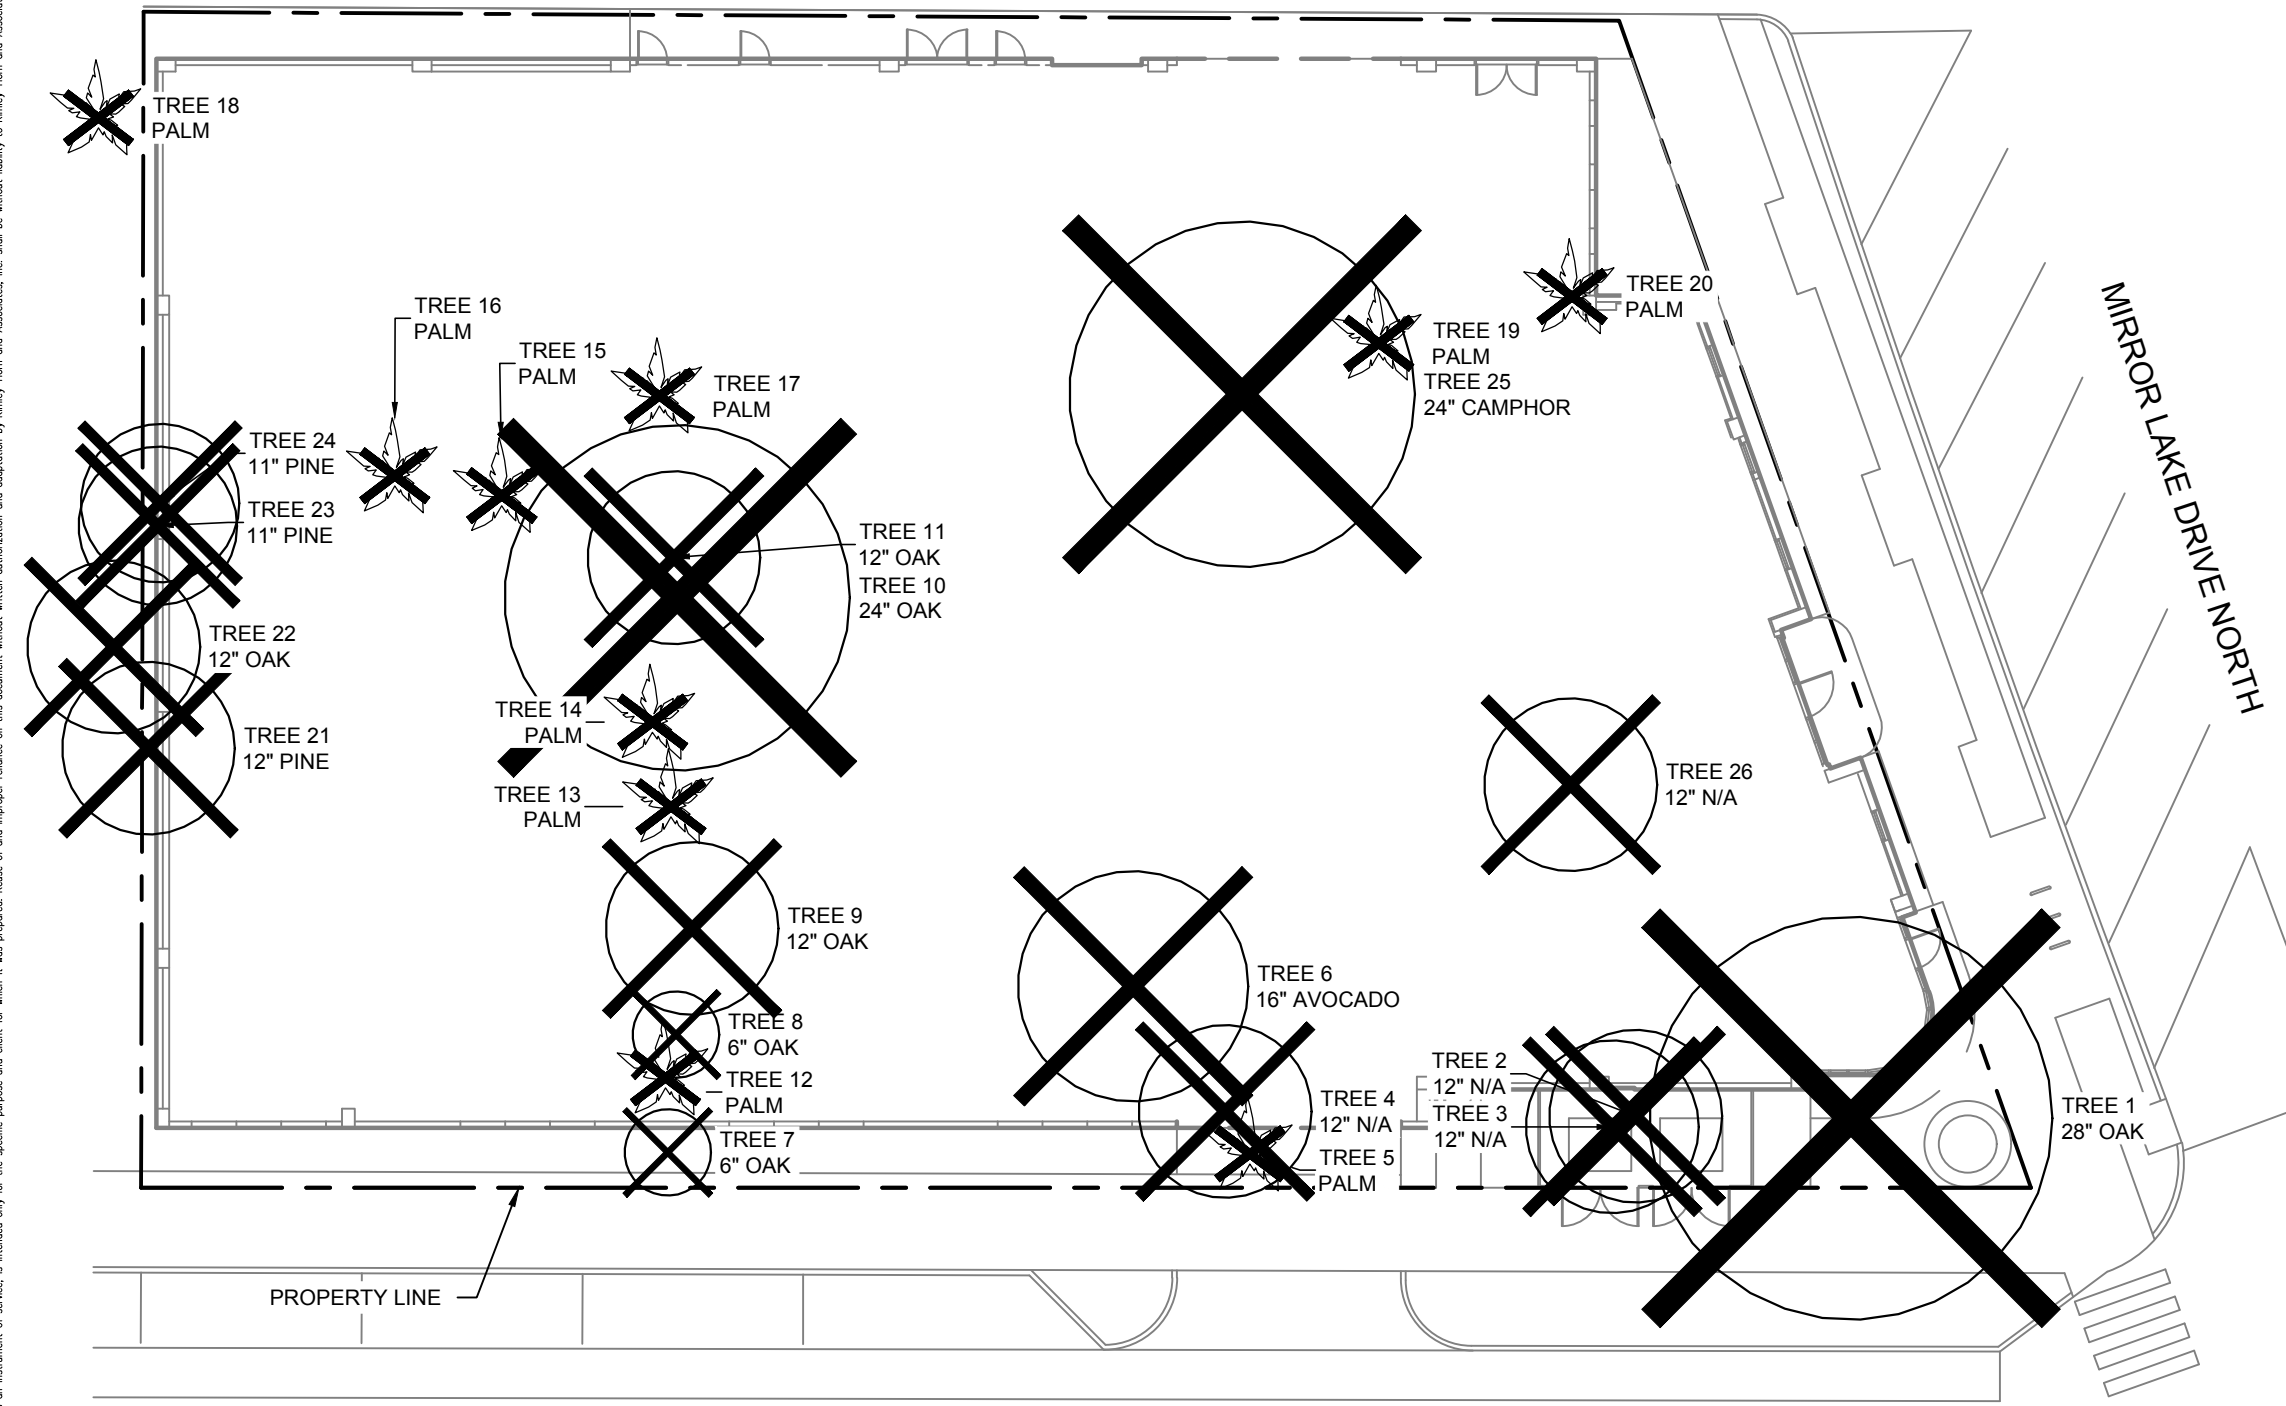 TREE 18
PALM
TREE 16
PALM
TREE 15
PALM
TREE 17
PALM
TREE 20
PALM
TREE 19
PALM
TREE 25
24" CAMPHOR
MIRROR LAKE DRIVE NORTH
TREE 24
11" PINE
TREE 23
11" PINE
TREE 11
12" OAK
TREE 10
24" OAK
TREE 22
12" OAK
TREE 21
12" PINE
TREE 14
PALM
TREE 13
PALM
TREE 26
12" N/A
TREE 9
12" OAK
TREE 6
16" AVOCADO
TREE 8
6" OAK
TREE 12
PALM
TREE 7
6" OAK
TREE 4
12" N/A
TREE 5
PALM
TREE 2
12" N/A
TREE 3
12" N/A
TREE 1
28" OAK
PROPERTY LINE